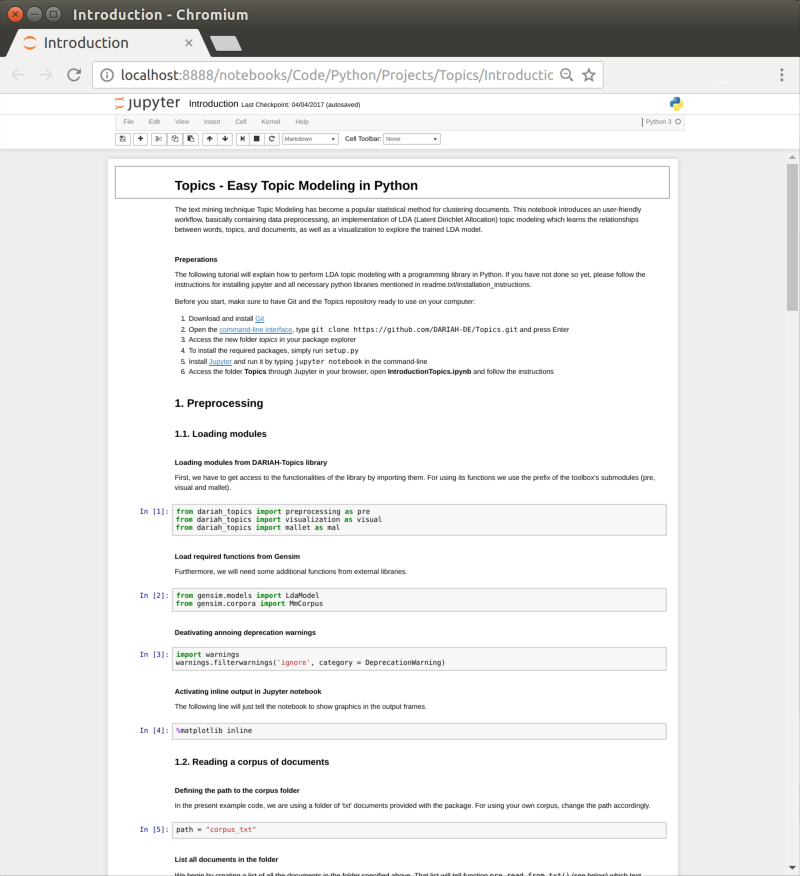 Introduction - Chromium
Introduction
localhost:8888/notebooks/Code/Python/Projects/Topics/Introductic
jupyter Introduction Last Checkpoint: 04/04/2017 (autosaved)
File Edit View Insert Cell Kernel Help Python 3
Markdown Cell Toolbar: None
Topics - Easy Topic Modeling in Python
The text mining technique Topic Modeling has become a popular statistical method for clustering documents. This notebook introduces an user-friendly
workflow, basically containing data preprocessing, an implementation of LDA (Latent Dirichlet Allocation) topic modeling which learns the relationships
between words, topics, and documents, as well as a visualization to explore the trained LDA model.
Preperations
The following tutorial will explain how to perform LDA topic modeling with a programming library in Python. If you have not done so yet, please follow the
instructions for installing jupyter and all necessary python libraries mentioned in readme.txt/installation_instructions.
Before you start, make sure to have Git and the Topics repository ready to use on your computer:
1. Download and install Git
2. Open the command-line interface, type git clone https://github.com/DARIAH-DE/Topics.git and press Enter
3. Access the new folder topics in your package explorer
4. To install the required packages, simply run setup.py
5. Install Jupyter and run it by typing jupyter notebook in the command-line
6. Access the folder Topics through Jupyter in your browser, open IntroductionTopics.ipynb and follow the instructions
1. Preprocessing
1.1. Loading modules
Loading modules from DARIAH-Topics library
First, we have to get access to the functionalities of the library by importing them. For using its functions we use the prefix of the toolbox's submodules (pre,
visual and mallet).
In [1]: from dariah_topics import preprocessing as pre
from dariah_topics import visualization as visual
from dariah_topics import mallet as mal
Load required functions from Gensim
Furthermore, we will need some additional functions from external libraries.
In [2]: from gensim.models import LdaModel
from gensim.corpora import MmCorpus
Deativating annoing deprecation warnings
In [3]: import warnings
warnings.filterwarnings('ignore', category = DeprecationWarning)
Activating inline output in Jupyter notebook
The following line will just tell the notebook to show graphics in the output frames.
In [4]: %matplotlib inline
1.2. Reading a corpus of documents
Defining the path to the corpus folder
In the present example code, we are using a folder of 'txt' documents provided with the package. For using your own corpus, change the path accordingly.
In [5]: path = "corpus_txt"
List all documents in the folder
We begin by creating a list of all the documents in the folder specified above. That list will tell function pre.read_from_txt() (see below) which text